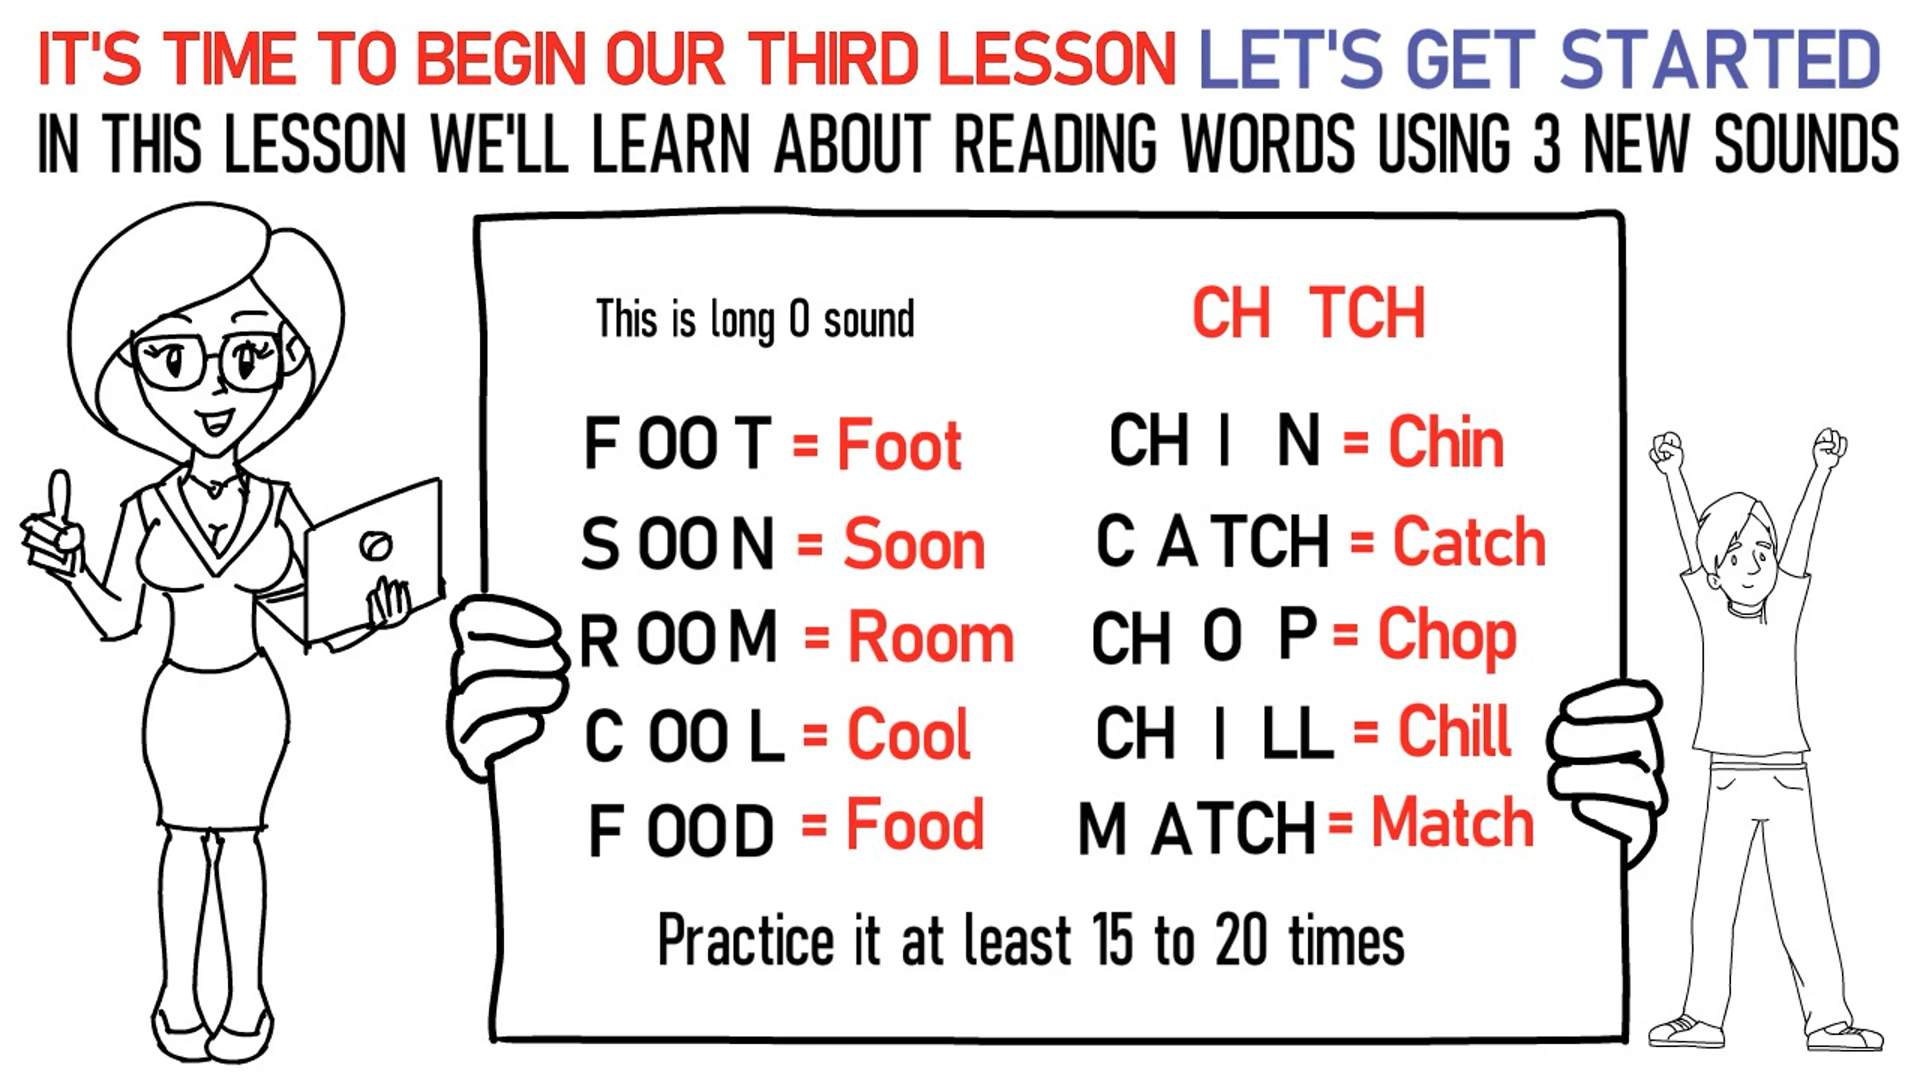 IT'S TIME TO BEGIN OUR THIRD LESSON LET'S GET STARTED
IN THIS LESSON WE'LL LEARN ABOUT READING WORDS USING 3 NEW SOUNDS
This is long O sound
F OO T = Foot
S OO N = Soon
R OO M = Room
C OO L = Cool
F OO D = Food
CH TCH
CH I N = Chin
C A TCH = Catch
CH O P = Chop
CH I LL = Chill
M A TCH = Match
Practice it at least 15 to 20 times